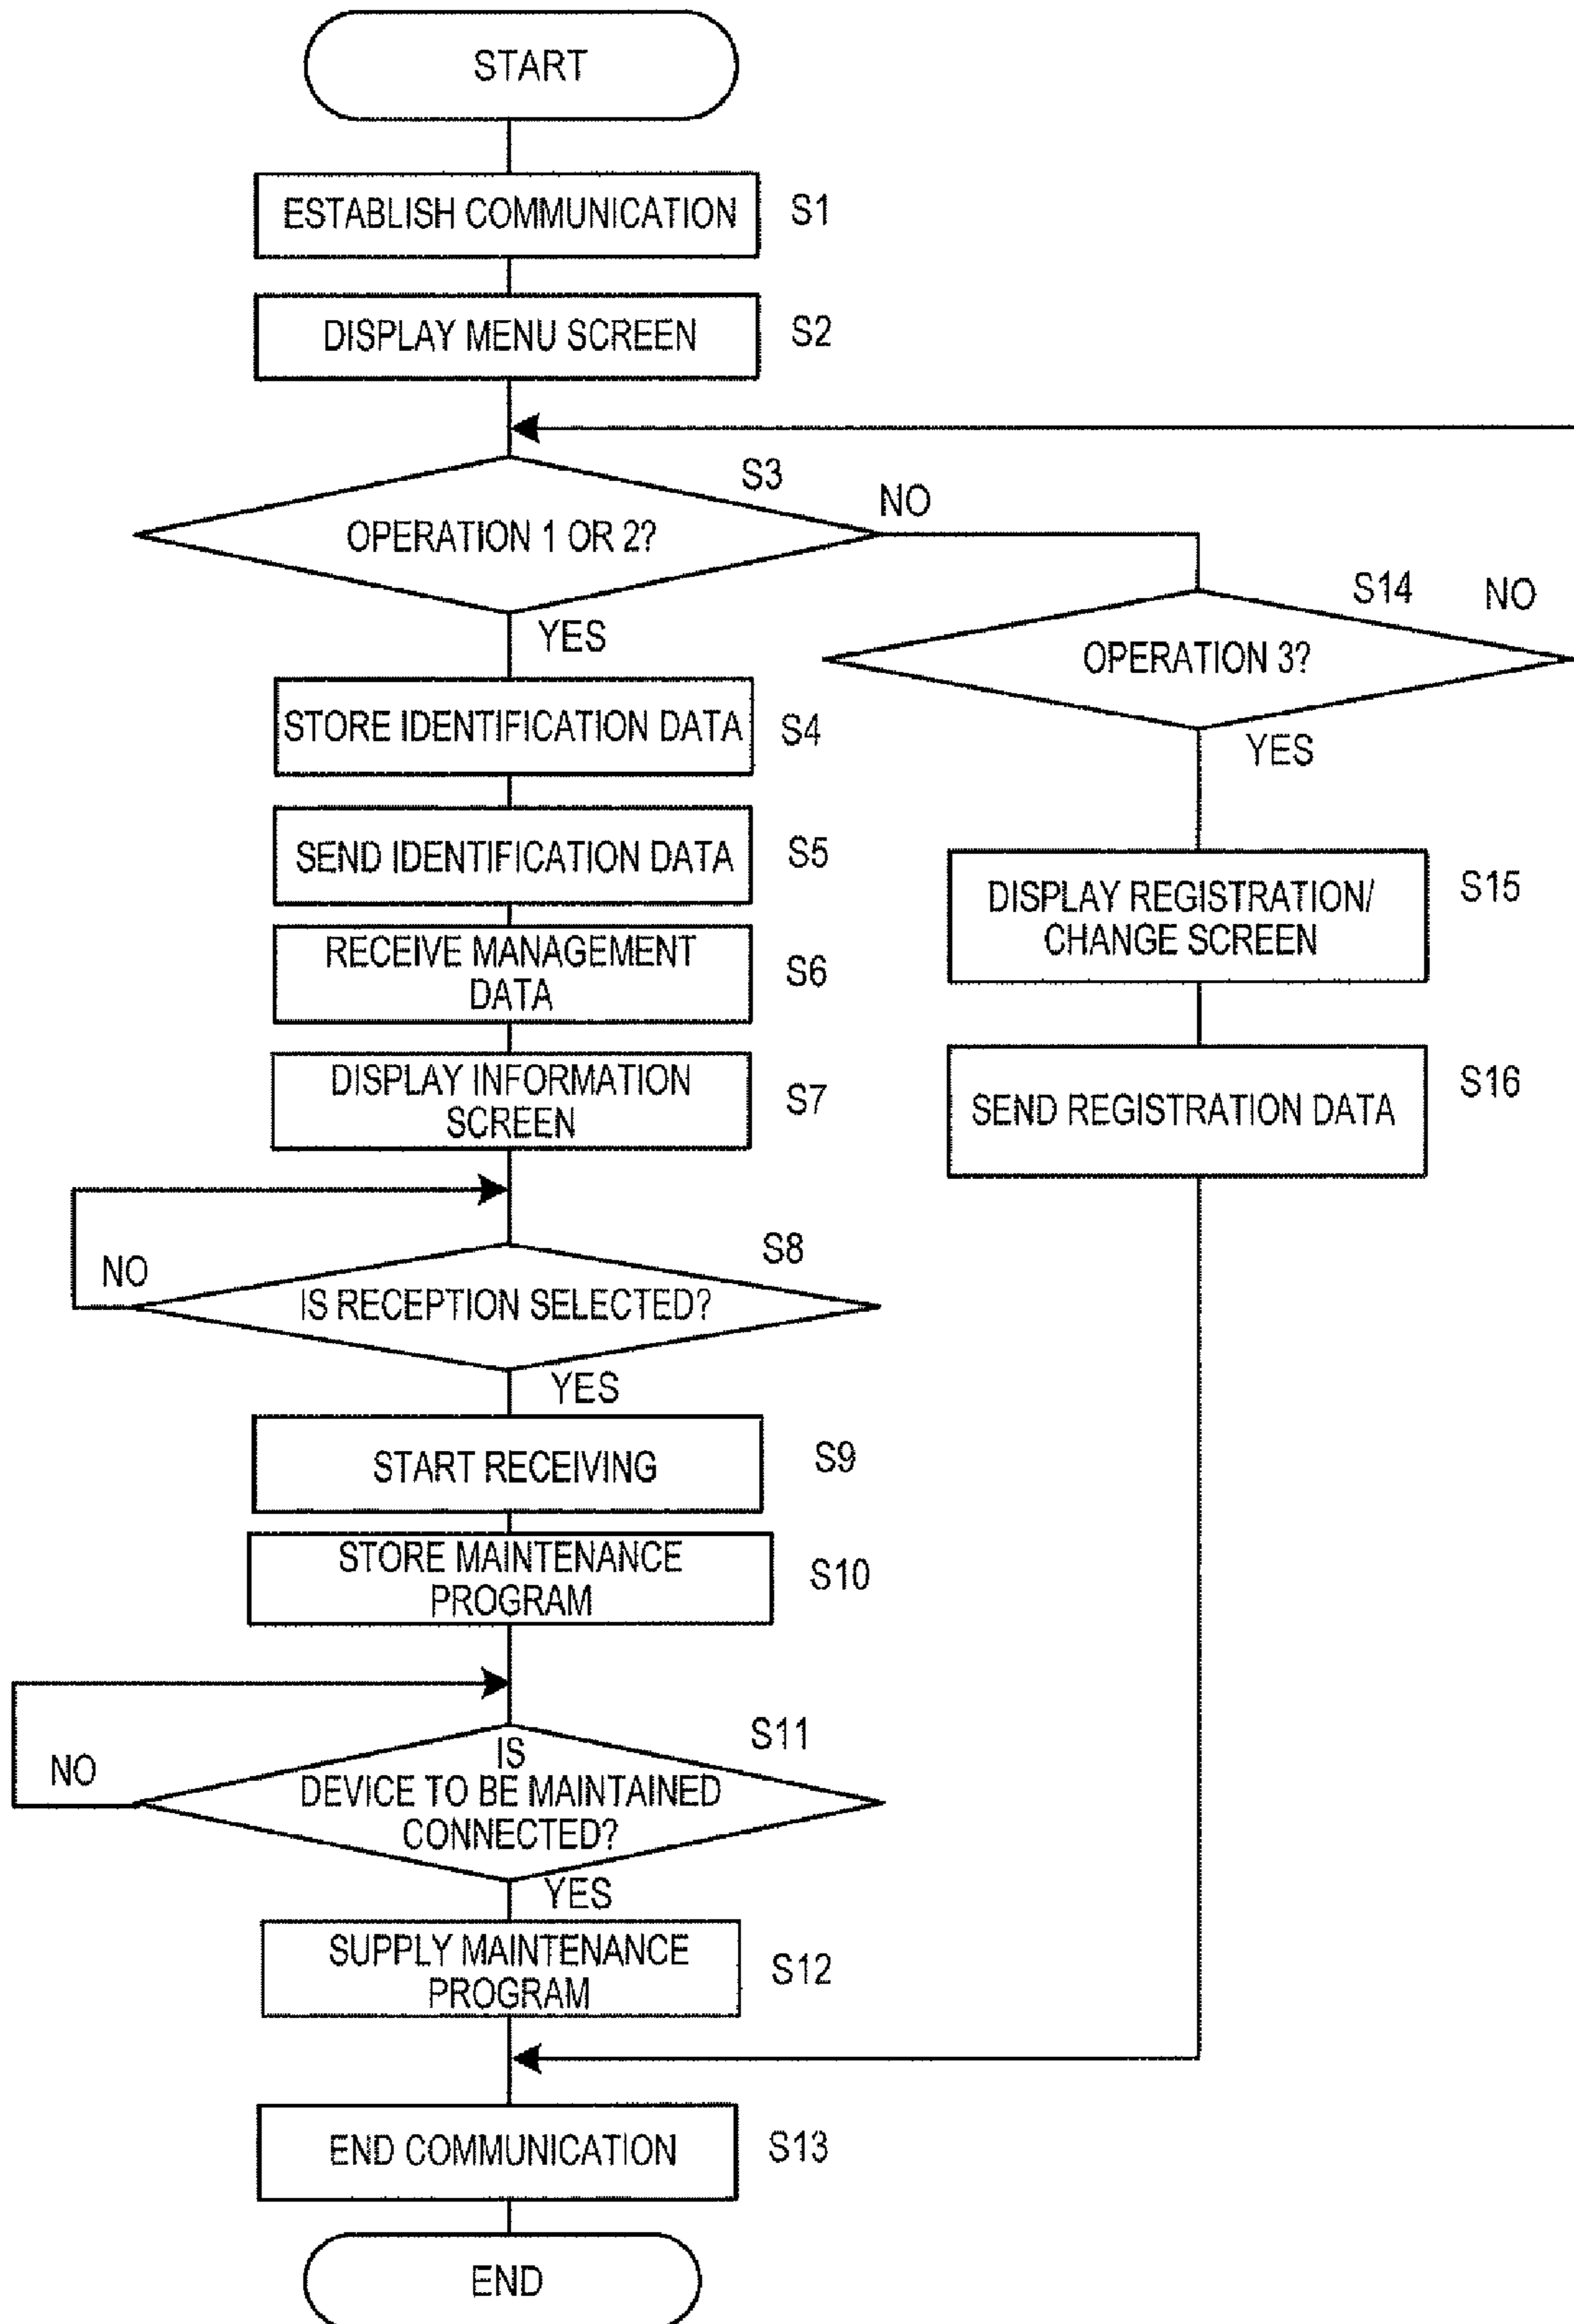 START
ESTABLISH COMMUNICATION
S1
DISPLAY MENU SCREEN
S2
S3
NO
OPERATION 1 OR 2?
YES
S14
NO
OPERATION 3?
YES
STORE IDENTIFICATION DATA
S4
SEND IDENTIFICATION DATA
S5
DISPLAY REGISTRATION/
CHANGE SCREEN
S15
RECEIVE MANAGEMENT
DATA
S6
DISPLAY INFORMATION
SCREEN
S7
SEND REGISTRATION DATA
S16
S8
NO
IS RECEPTION SELECTED?
YES
START RECEIVING
S9
STORE MAINTENANCE
PROGRAM
S10
S11
NO
IS
DEVICE TO BE MAINTAINED
CONNECTED?
YES
SUPPLY MAINTENANCE
PROGRAM
S12
END COMMUNICATION
S13
END